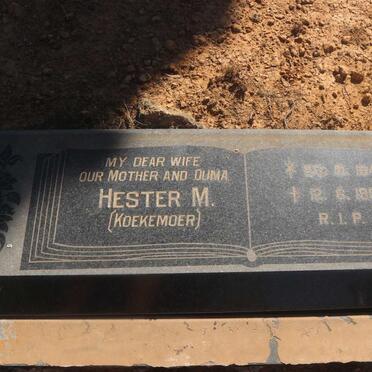 MY DEAR WIFE
OUR MOTHER AND OUMA
HESTER M.
(KOEKEMOER)
R.I.P.